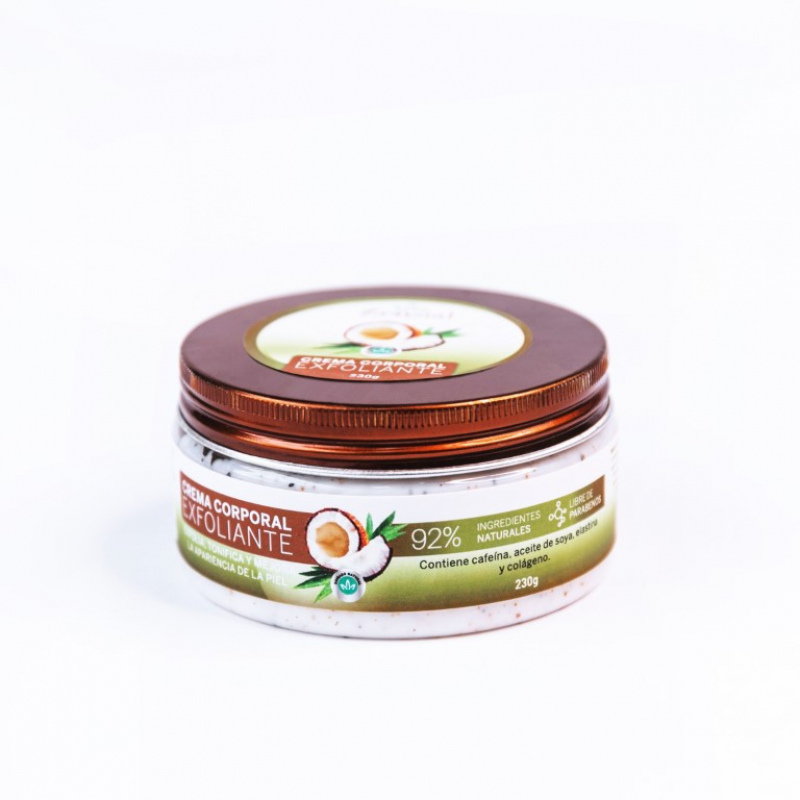 CREMA CORPORAL
EXFOLIANTE
230g
CREMA CORPORAL
EXFOLIANTE
TONIFICA Y
LA APARIENCIA DE LA PIEL
92%
INGREDIENTES
NATURALES
LIBRE DE
PARABENOS
Contiene cafeína, aceite de soya, elastina
y colágeno.
230g